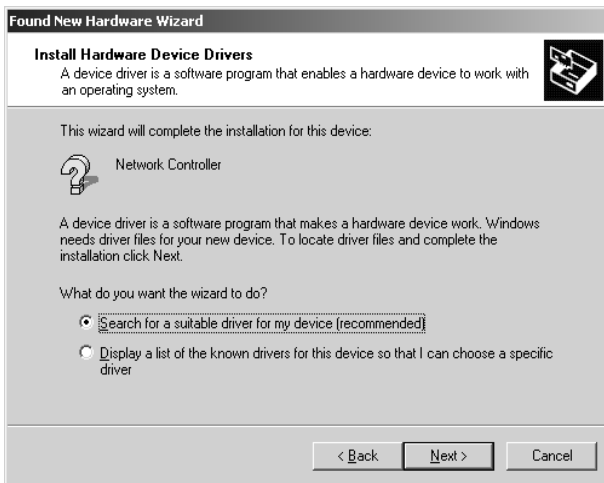 Found New Hardware Wizard
Install Hardware Device Drivers
A device driver is a software program that enables a hardware device to work with
an operating system.
This wizard will complete the installation for this device:
Network Controller
A device driver is a software program that makes a hardware device work. Windows
needs driver files for your new device. To locate driver files and complete the
installation click Next.
What do you want the wizard to do?
Search for a suitable driver for my device (recommended)
Display a list of the known drivers for this device so that I can choose a specific
driver
< Back Next > Cancel